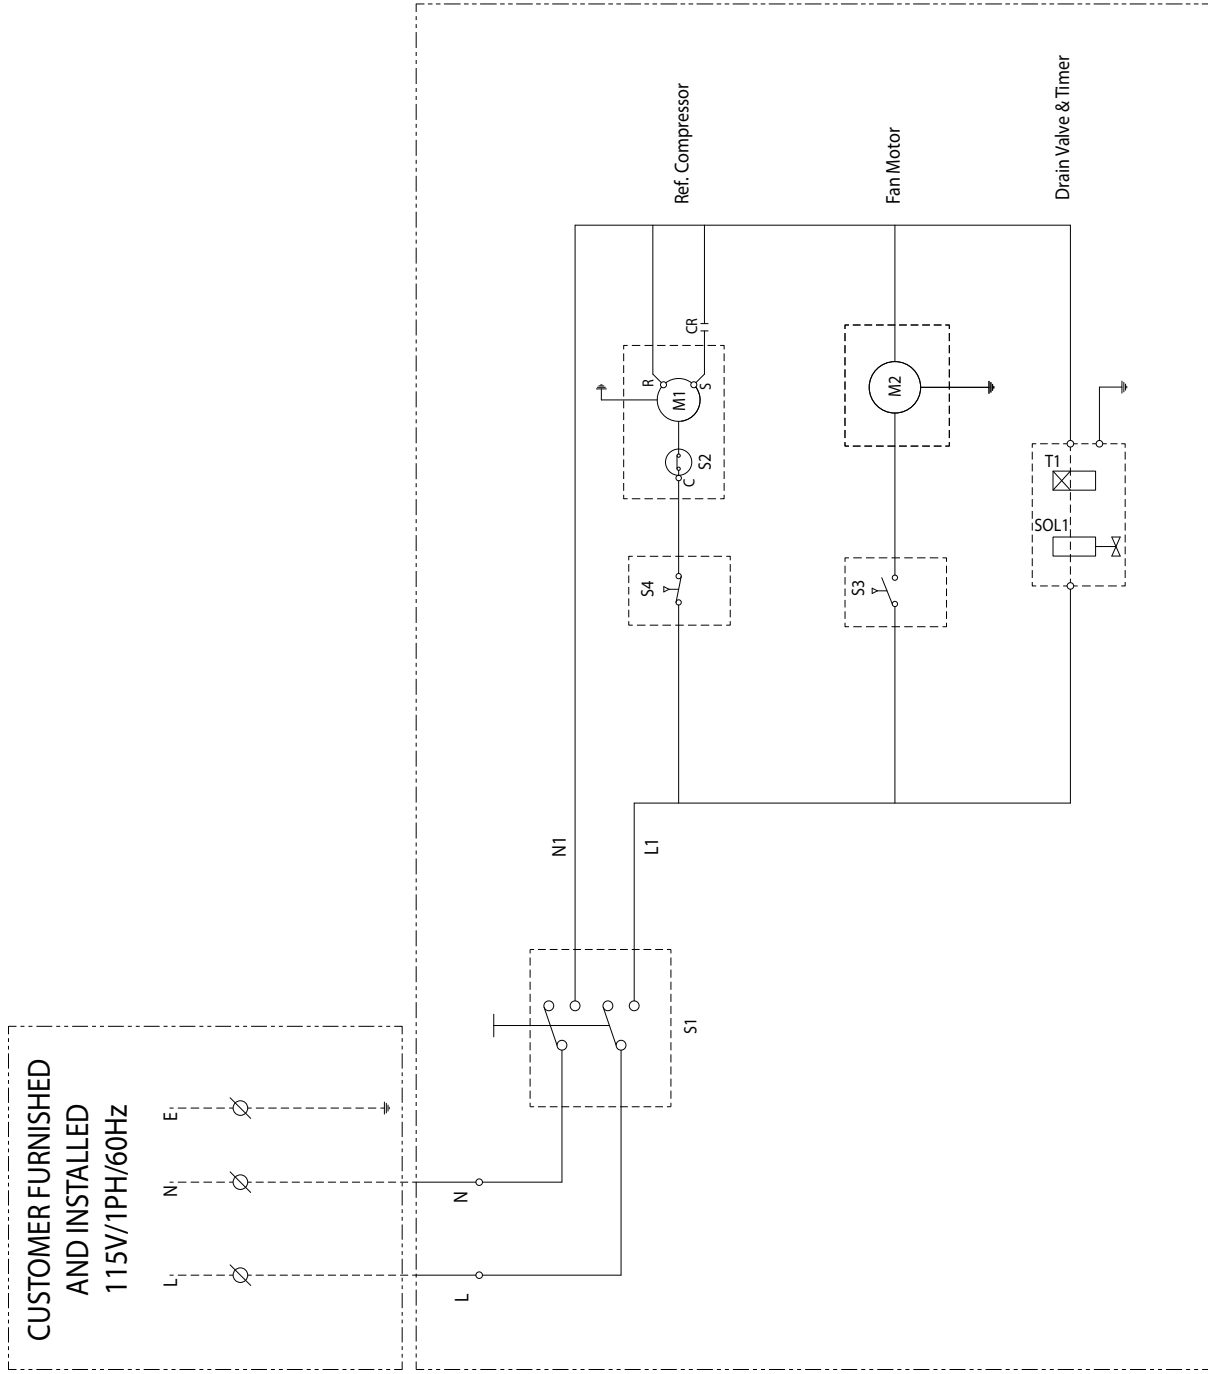 CUSTOMER FURNISHED
AND INSTALLED
115V/1PH/60Hz
L
N
E
L
N
S1
N1
L1
S4
C
S2
M1
R
S
CR
Ref. Compressor
S3
M2
Fan Motor
SOL1
T1
Drain Valve & Timer